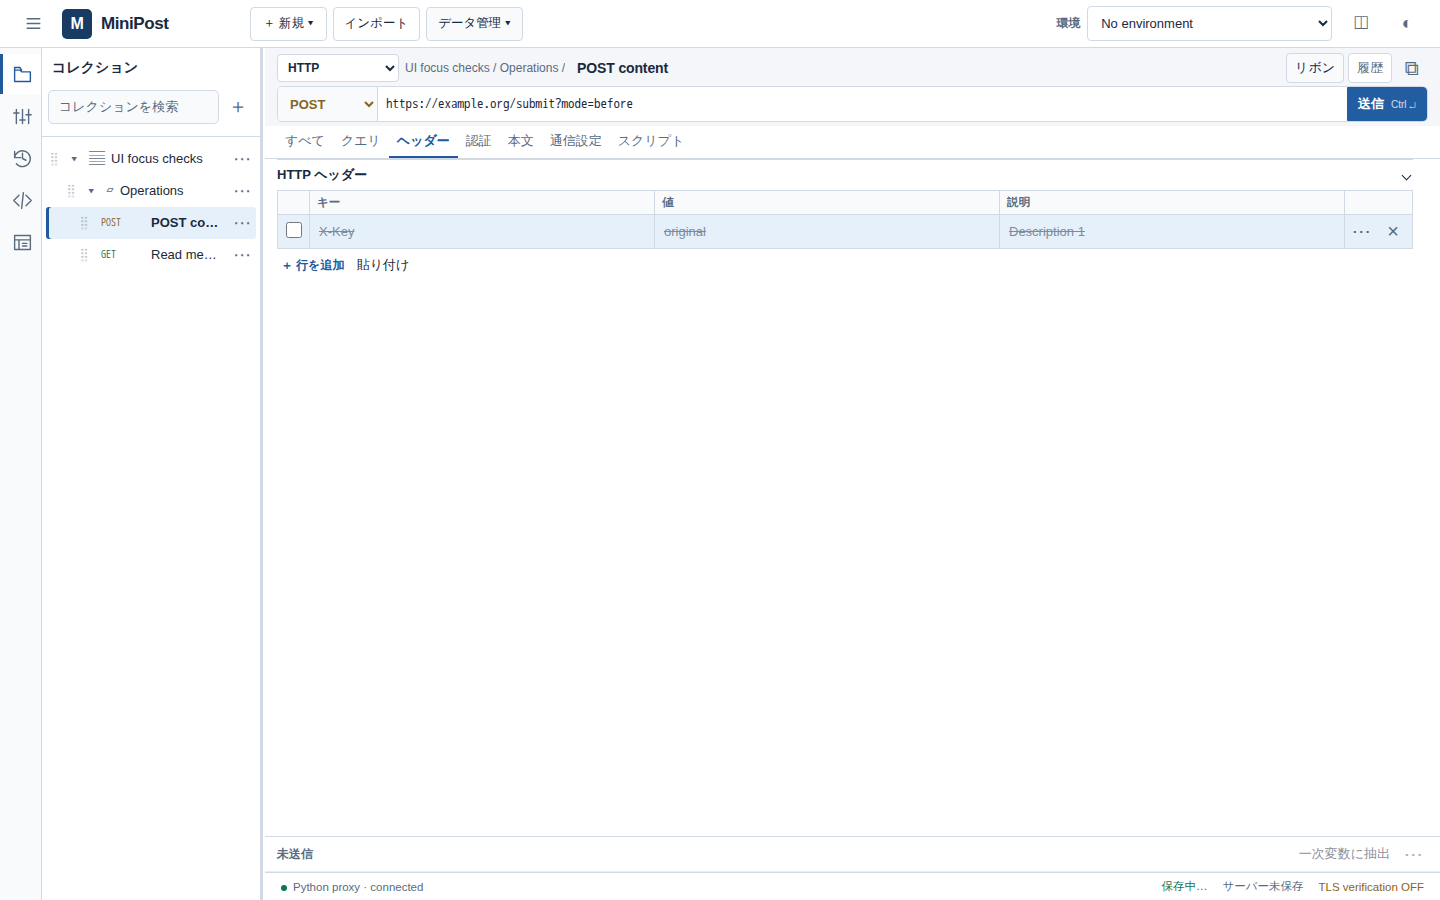 M MiniPost ＋ 新規 ▾ インポート データ管理 ▾ 環境 No environment
コレクション
コレクションを検索 ＋
UI focus checks ···
Operations ···
POST POST co… ···
GET Read me… ···
HTTP UI focus checks / Operations / POST content リボン 履歴
POST https://example.org/submit?mode=before 送信 Ctrl ⏎
すべて クエリ ヘッダー 認証 本文 通信設定 スクリプト
HTTP ヘッダー
キー 値 説明
X-Key original Description 1 ··· ✕
＋ 行を追加 貼り付け
未送信 一次変数に抽出 ···
Python proxy · connected 保存中… サーバー未保存 TLS verification OFF